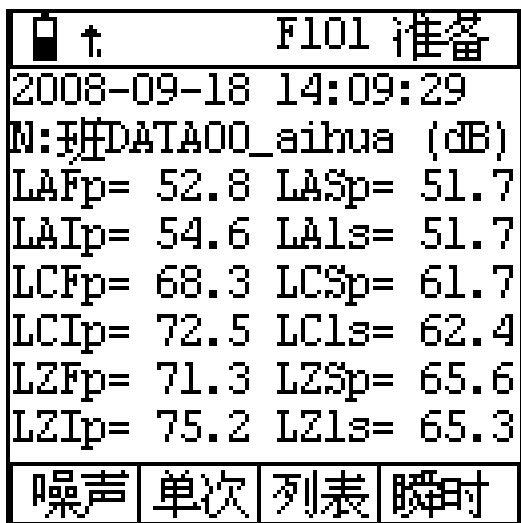 F101 准备
2008-09-18 14:09:29
N:班DATA00_aihua (dB)
LAFp= 52.8 LASp= 51.7
LAIp= 54.6 LA1s= 51.7
LCFp= 68.3 LCSp= 61.7
LCIp= 72.5 LC1s= 62.4
LZFp= 71.3 LZSp= 65.6
LZIp= 75.2 LZ1s= 65.3
噪声 单次 列表 瞬时